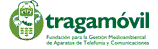 tragamóvil
Fundación para la Gestión Medioambiental
de Aparatos de Telefonía y Comunicaciones